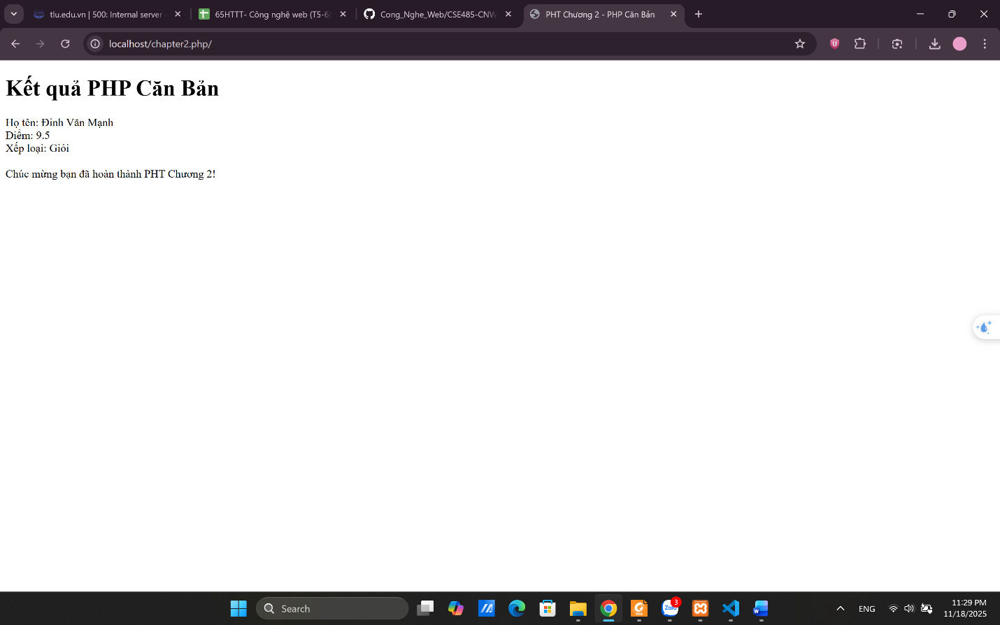 tlu.edu.vn | 500: Internal server
65HTTT- Công nghệ web (T5-6)
Cong_Nghe_Web/CSE485-CNW
PHT Chương 2 - PHP Căn Bản
localhost/chapter2.php/
Kết quả PHP Căn Bản
Họ tên: Đinh Văn Mạnh
Điểm: 9.5
Xếp loại: Giỏi
Chúc mừng bạn đã hoàn thành PHT Chương 2!
Search
PDF
Zalo
3
ENG
11:29 PM
11/18/2025